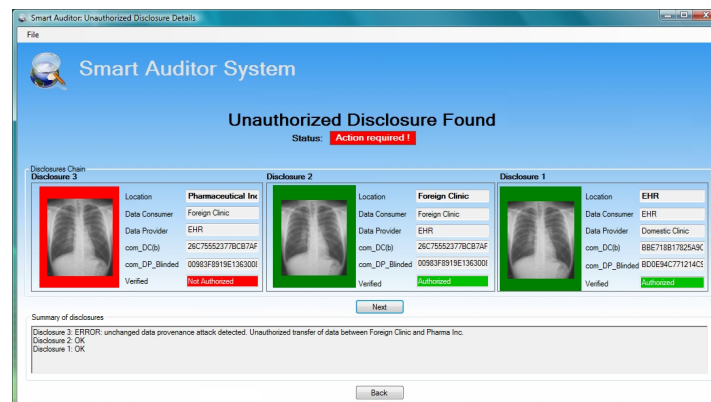 Smart Auditor: Unauthorized Disclosure Details
File
Smart Auditor System
Unauthorized Disclosure Found
Status: Action required !
Disclosures Chain
Disclosure 3
Location Pharmaceutical Inc
Data Consumer Foreign Clinic
Data Provider EHR
com_DC(b) 26C75552377BCB7AF
com_DP_Blinded 00983F8919E136300
Verified Not Authorized
Disclosure 2
Location Foreign Clinic
Data Consumer Foreign Clinic
Data Provider EHR
com_DC(b) 26C75552377BCB7AF
com_DP_Blinded 00983F8919E136300
Verified Authorized
Disclosure 1
Location EHR
Data Consumer EHR
Data Provider Domestic Clinic
com_DC(b) BBE718B17825A9C
com_DP_Blinded BD0E94C771214C9
Verified Authorized
Next
Summary of disclosures
Disclosure 3: ERROR: unchanged data provenance attack detected. Unauthorized transfer of data between Foreign Clinic and Pharma Inc.
Disclosure 2: OK
Disclosure 1: OK
Back